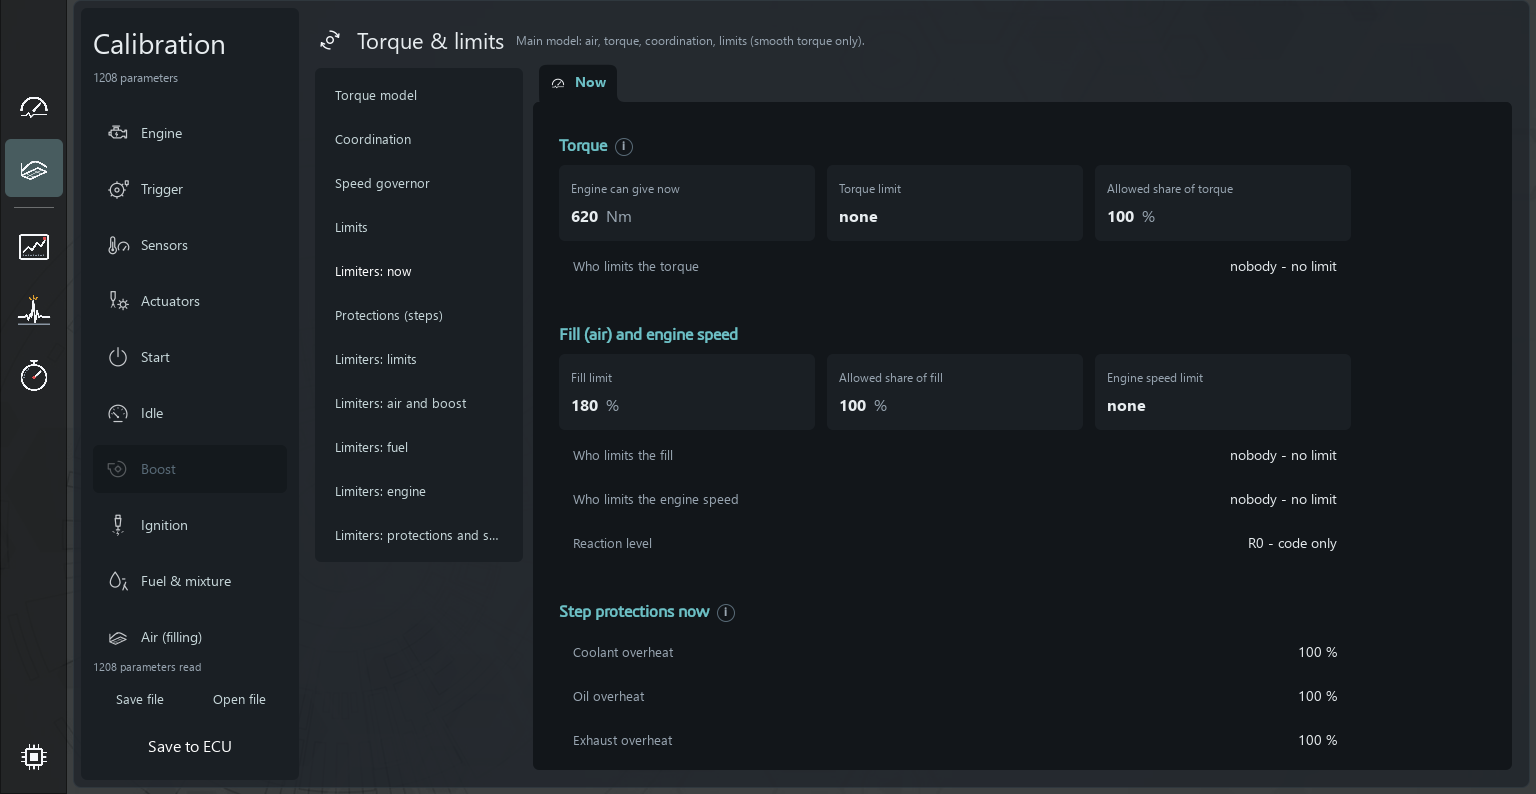 Calibration
1208 parameters
Engine
Trigger
Sensors
Actuators
Start
Idle
Boost
Ignition
Fuel & mixture
Air (filling)
1208 parameters read
Save file
Open file
Save to ECU
Torque & limits
Main model: air, torque, coordination, limits (smooth torque only).
Torque model
Coordination
Speed governor
Limits
Limiters: now
Protections (steps)
Limiters: limits
Limiters: air and boost
Limiters: fuel
Limiters: engine
Limiters: protections and s...
Now
Torque
Engine can give now
620 Nm
Torque limit
none
Allowed share of torque
100 %
Who limits the torque
nobody - no limit
Fill (air) and engine speed
Fill limit
180 %
Allowed share of fill
100 %
Engine speed limit
none
Who limits the fill
nobody - no limit
Who limits the engine speed
nobody - no limit
Reaction level
R0 - code only
Step protections now
Coolant overheat
100 %
Oil overheat
100 %
Exhaust overheat
100 %